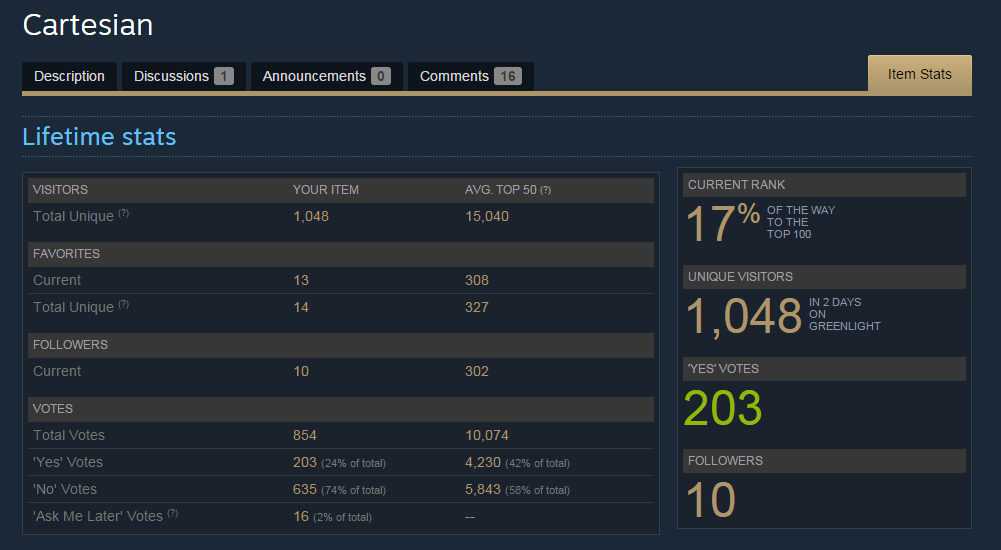 Cartesian
Description Discussions 1 Announcements 0 Comments 16 Item Stats
Lifetime stats
VISITORS YOUR ITEM AVG. TOP 50 (?)
Total Unique (?) 1,048 15,040
FAVORITES
Current 13 308
Total Unique (?) 14 327
FOLLOWERS
Current 10 302
VOTES
Total Votes 854 10,074
'Yes' Votes 203 (24% of total) 4,230 (42% of total)
'No' Votes 635 (74% of total) 5,843 (58% of total)
'Ask Me Later' Votes (?) 16 (2% of total) --
CURRENT RANK
17% OF THE WAY
TO THE
TOP 100
UNIQUE VISITORS
1,048 IN 2 DAYS
ON
GREENLIGHT
'YES' VOTES
203
FOLLOWERS
10